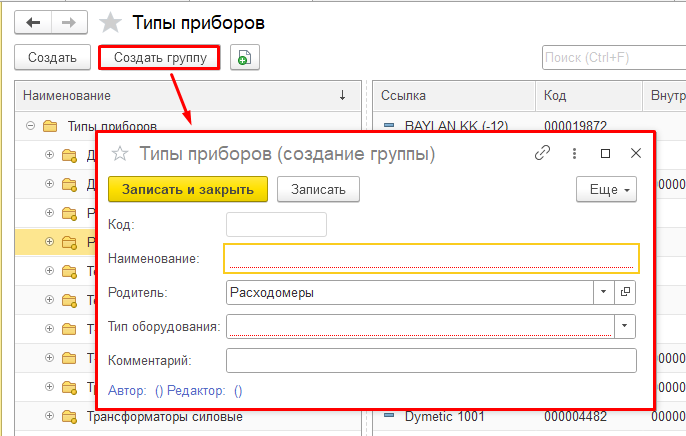 Типы приборов
Создать Создать группу Поиск (Ctrl+F)
Наименование ↓ Ссылка Код Внутр
Типы приборов BAYLAN KK (-12) 000019872
Типы приборов (создание группы)
Записать и закрыть Записать Еще
Код:
Наименование:
Родитель: Расходомеры
Тип оборудования:
Комментарий:
Автор: () Редактор: ()
Трансформаторы силовые Dymetic 1001 000004482